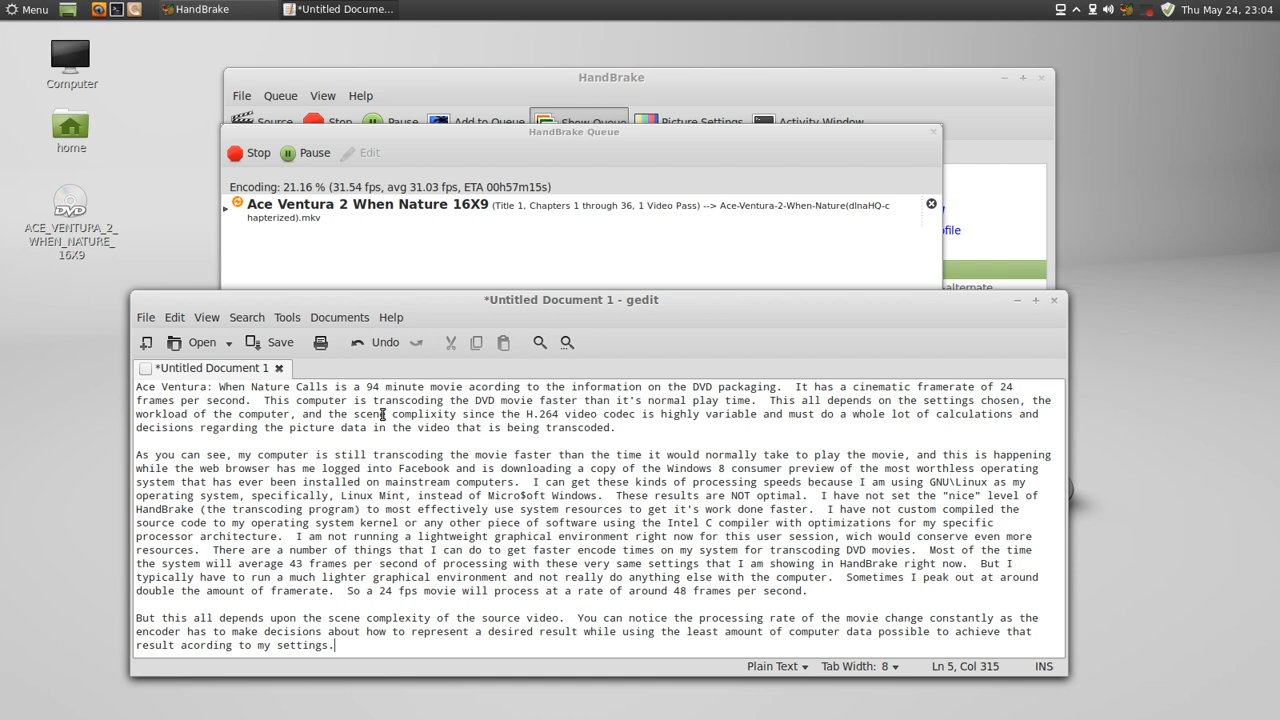 Menu
HandBrake
*Untitled Docume...
Thu May 24, 23:04
Computer
home
ACE_VENTURA_2_
WHEN_NATURE_
16X9
HandBrake
File Queue View Help
Source Stop Pause Add to Queue Show Queue Picture Settings Activity Window
HandBrake Queue
Stop Pause Edit
Encoding: 21.16 % (31.54 fps, avg 31.03 fps, ETA 00h57m15s)
Ace Ventura 2 When Nature 16X9 (Title 1, Chapters 1 through 36, 1 Video Pass) --> Ace-Ventura-2-When-Nature(dlnaHQ-c
hapterized).mkv
ofile
alternate
*Untitled Document 1 - gedit
File Edit View Search Tools Documents Help
Open Save Undo
*Untitled Document 1
Ace Ventura: When Nature Calls is a 94 minute movie acording to the information on the DVD packaging.  It has a cinematic framerate of 24
frames per second.  This computer is transcoding the DVD movie faster than it's normal play time.  This all depends on the settings chosen, the
workload of the computer, and the scene complixity since the H.264 video codec is highly variable and must do a whole lot of calculations and
decisions regarding the picture data in the video that is being transcoded.
As you can see, my computer is still transcoding the movie faster than the time it would normally take to play the movie, and this is happening
while the web browser has me logged into Facebook and is downloading a copy of the Windows 8 consumer preview of the most worthless operating
system that has ever been installed on mainstream computers.  I can get these kinds of processing speeds because I am using GNU\Linux as my
operating system, specifically, Linux Mint, instead of Micro$oft Windows.  These results are NOT optimal.  I have not set the "nice" level of
HandBrake (the transcoding program) to most effectively use system resources to get it's work done faster.  I have not custom compiled the
source code to my operating system kernel or any other piece of software using the Intel C compiler with optimizations for my specific
processor architecture.  I am not running a lightweight graphical environment right now for this user session, wich would conserve even more
resources.  There are a number of things that I can do to get faster encode times on my system for transcoding DVD movies.  Most of the time
the system will average 43 frames per second of processing with these very same settings that I am showing in HandBrake right now.  But I
typically have to run a much lighter graphical environment and not really do anything else with the computer.  Sometimes I peak out at around
double the amount of framerate.  So a 24 fps movie will process at a rate of around 48 frames per second.
But this all depends upon the scene complexity of the source video.  You can notice the processing rate of the movie change constantly as the
encoder has to make decisions about how to represent a desired result while using the least amount of computer data possible to achieve that
result acording to my settings.
Plain Text Tab Width: 8 Ln 5, Col 315 INS